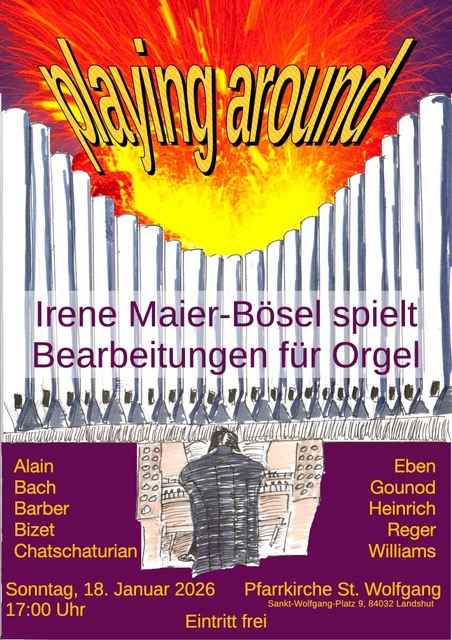 playing around
Irene Maier-Bösel spielt
Bearbeitungen für Orgel
Alain
Bach
Barber
Bizet
Chatschaturian
Eben
Gounod
Heinrich
Reger
Williams
Sonntag, 18. Januar 2026
17:00 Uhr
Pfarrkirche St. Wolfgang
Sankt-Wolfgang-Platz 9, 84032 Landshut
Eintritt frei